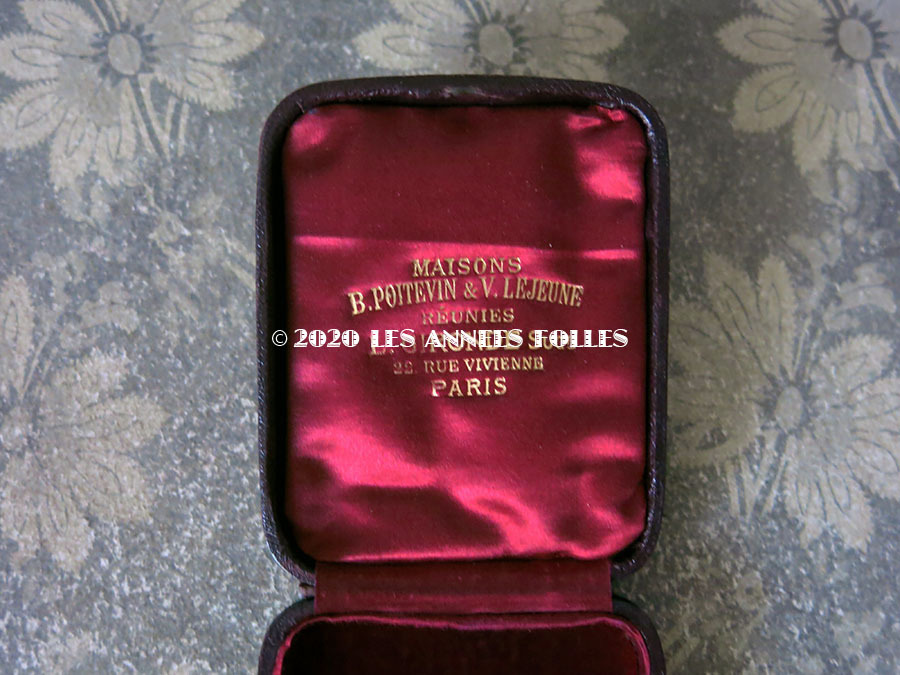 MAISONS
B. POITEVIN & V. LEJEUNE
RÉUNIES
© 2020 LES ANNEES FOLLES
22, RUE VIVIENNE
PARIS